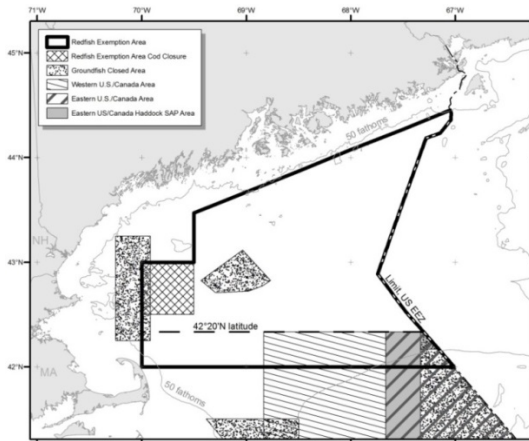 71°W
70°W
69°W
68°W
67°W
45°N
Redfish Exemption Area
Redfish Exemption Area Cod Closure
Groundfish Closed Area
Western U.S./Canada Area
Eastern U.S./Canada Area
Eastern US/Canada Haddock SAP Area
50 fathoms
44°N
NH
43°N
Limit, US EEZ
42°20'N latitude
42°N
MA
50 fathoms